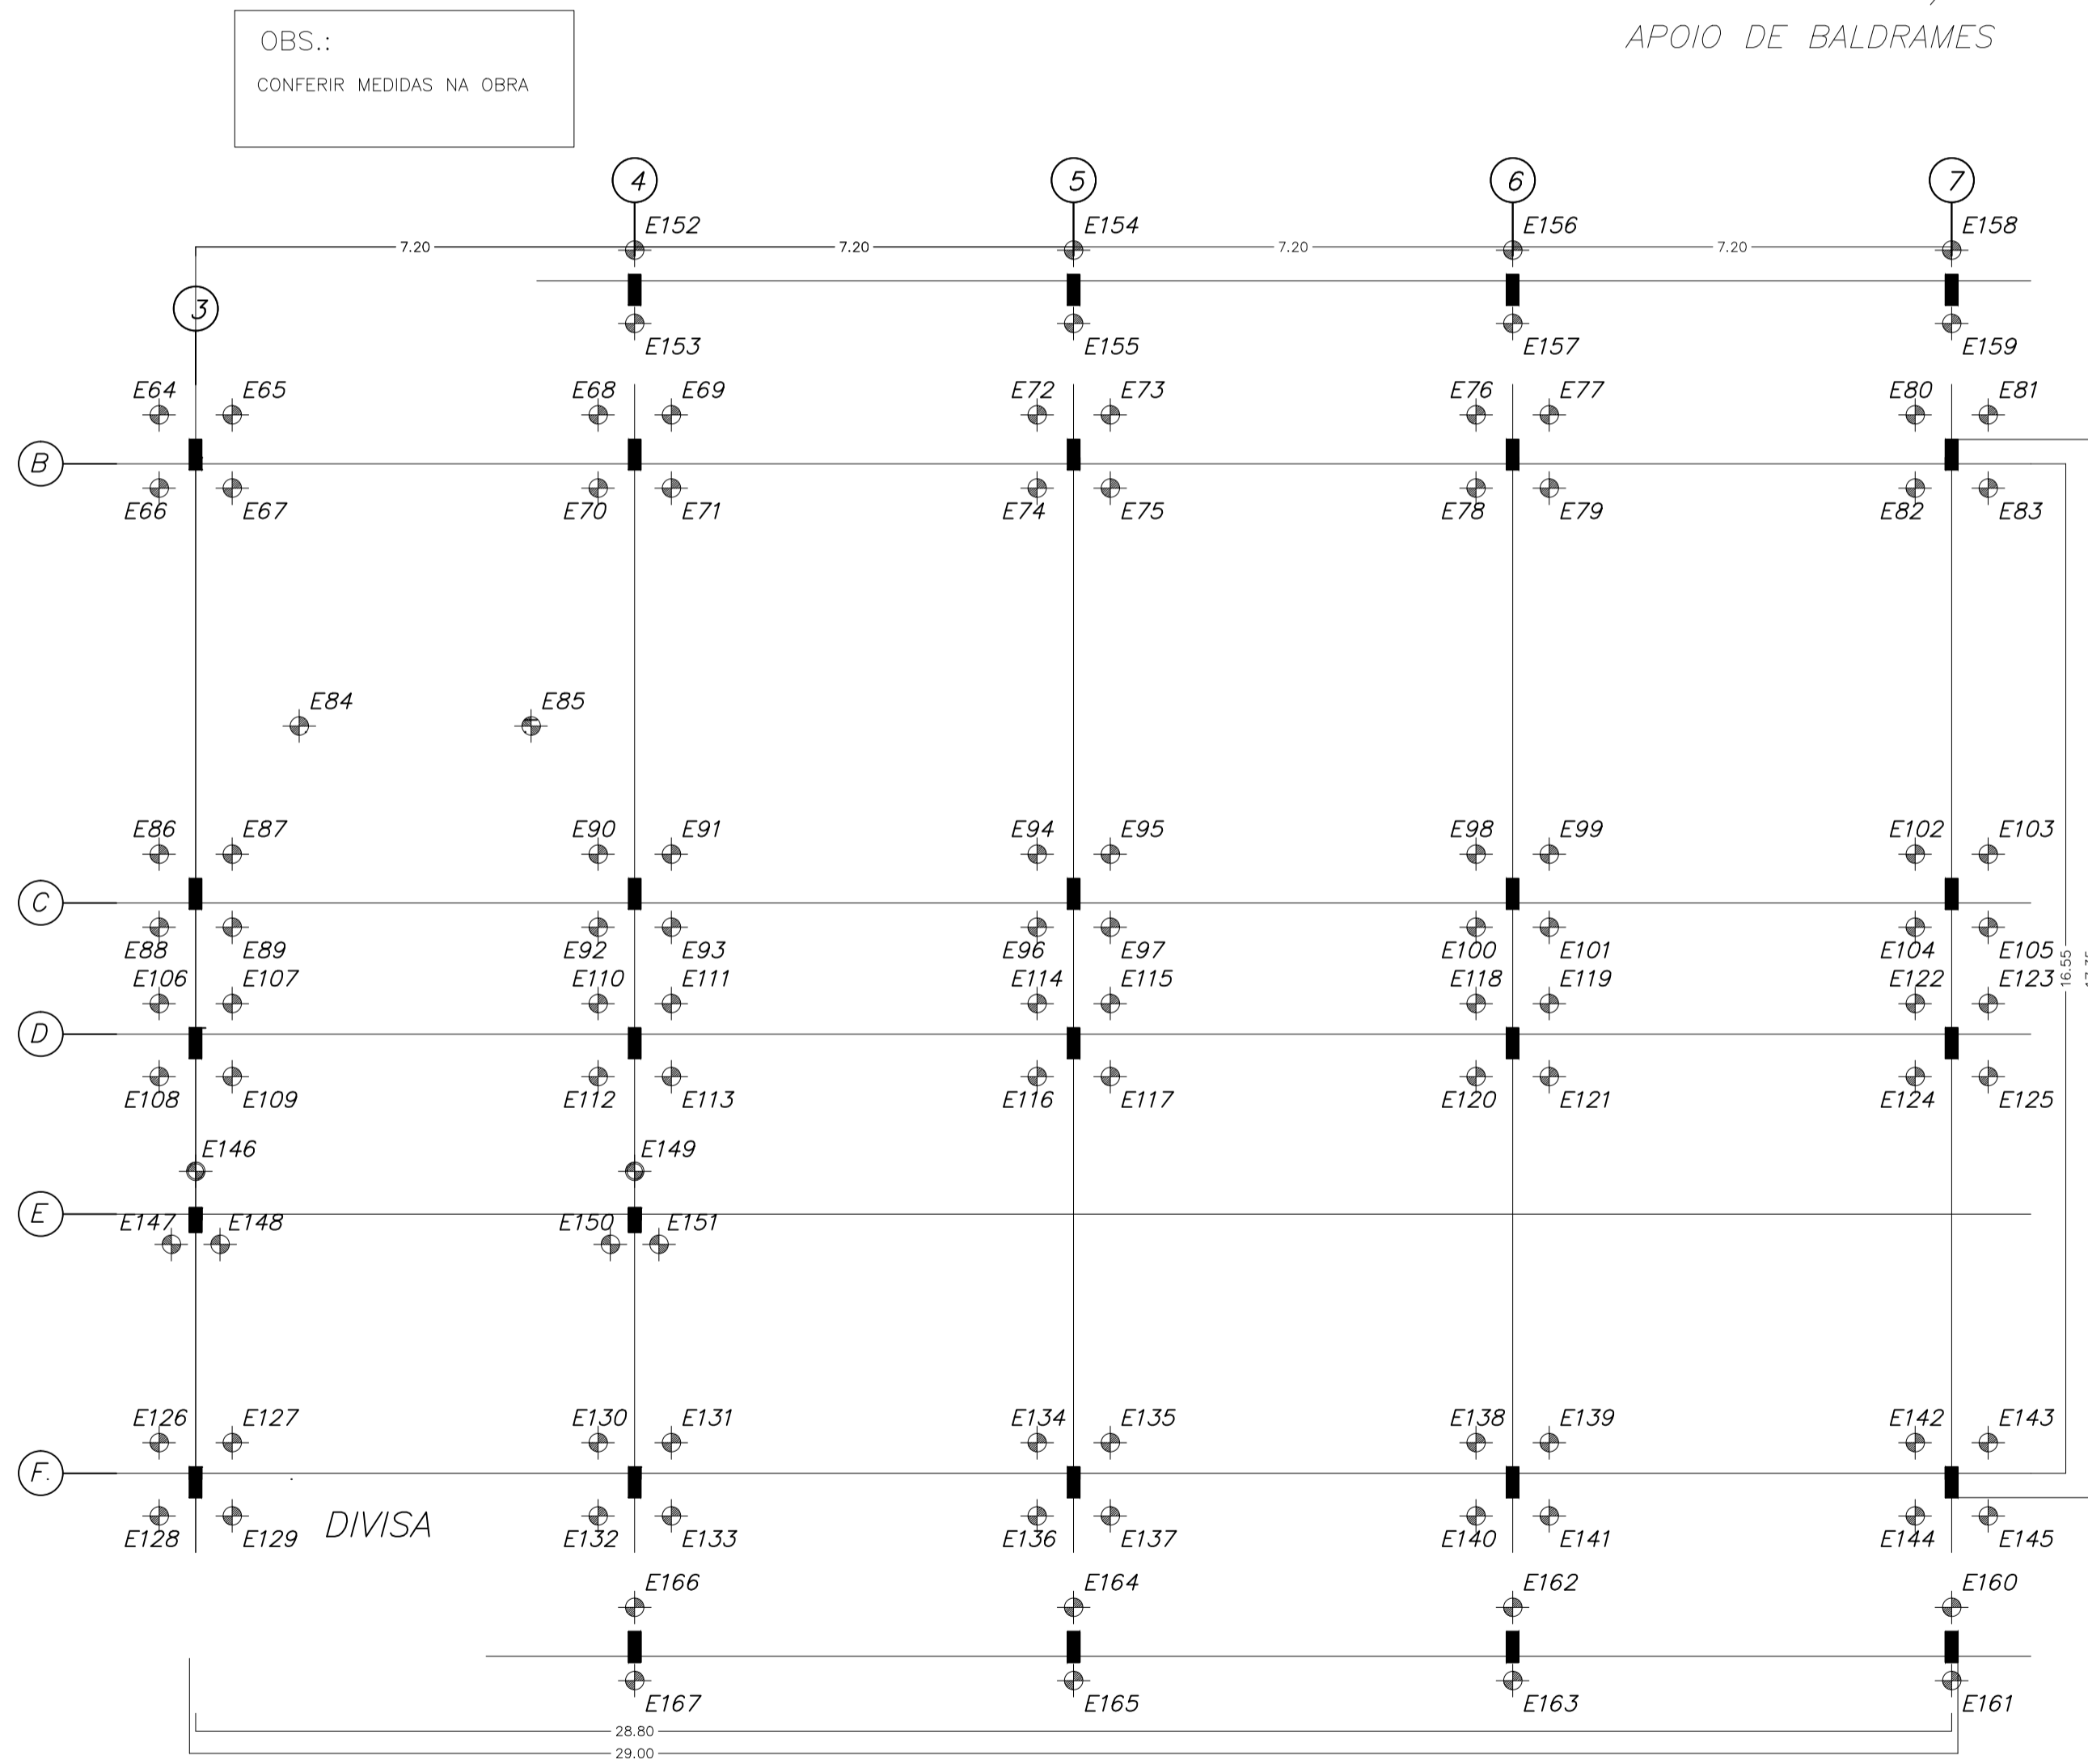 OBS.:
CONFERIR MEDIDAS NA OBRA
APOIO DE BALDRAMES
4 5 6 7
E152 E154 E156 E158
7.20 7.20 7.20 7.20
3
E153 E155 E157 E159
E64 E65 E68 E69 E72 E73 E76 E77 E80 E81
B
E66 E67 E70 E71 E74 E75 E78 E79 E82 E83
E84 E85
E86 E87 E90 E91 E94 E95 E98 E99 E102 E103
C
E88 E89 E92 E93 E96 E97 E100 E101 E104 E105
16.55
E106 E107 E110 E111 E114 E115 E118 E119 E122 E123
D
E108 E109 E112 E113 E116 E117 E120 E121 E124 E125
E146 E149
E
E147 E148 E150 E151
E126 E127 E130 E131 E134 E135 E138 E139 E142 E143
F.
DIVISA
E128 E129 E132 E133 E136 E137 E140 E141 E144 E145
E166 E164 E162 E160
E167 E165 E163 E161
28.80
29.00